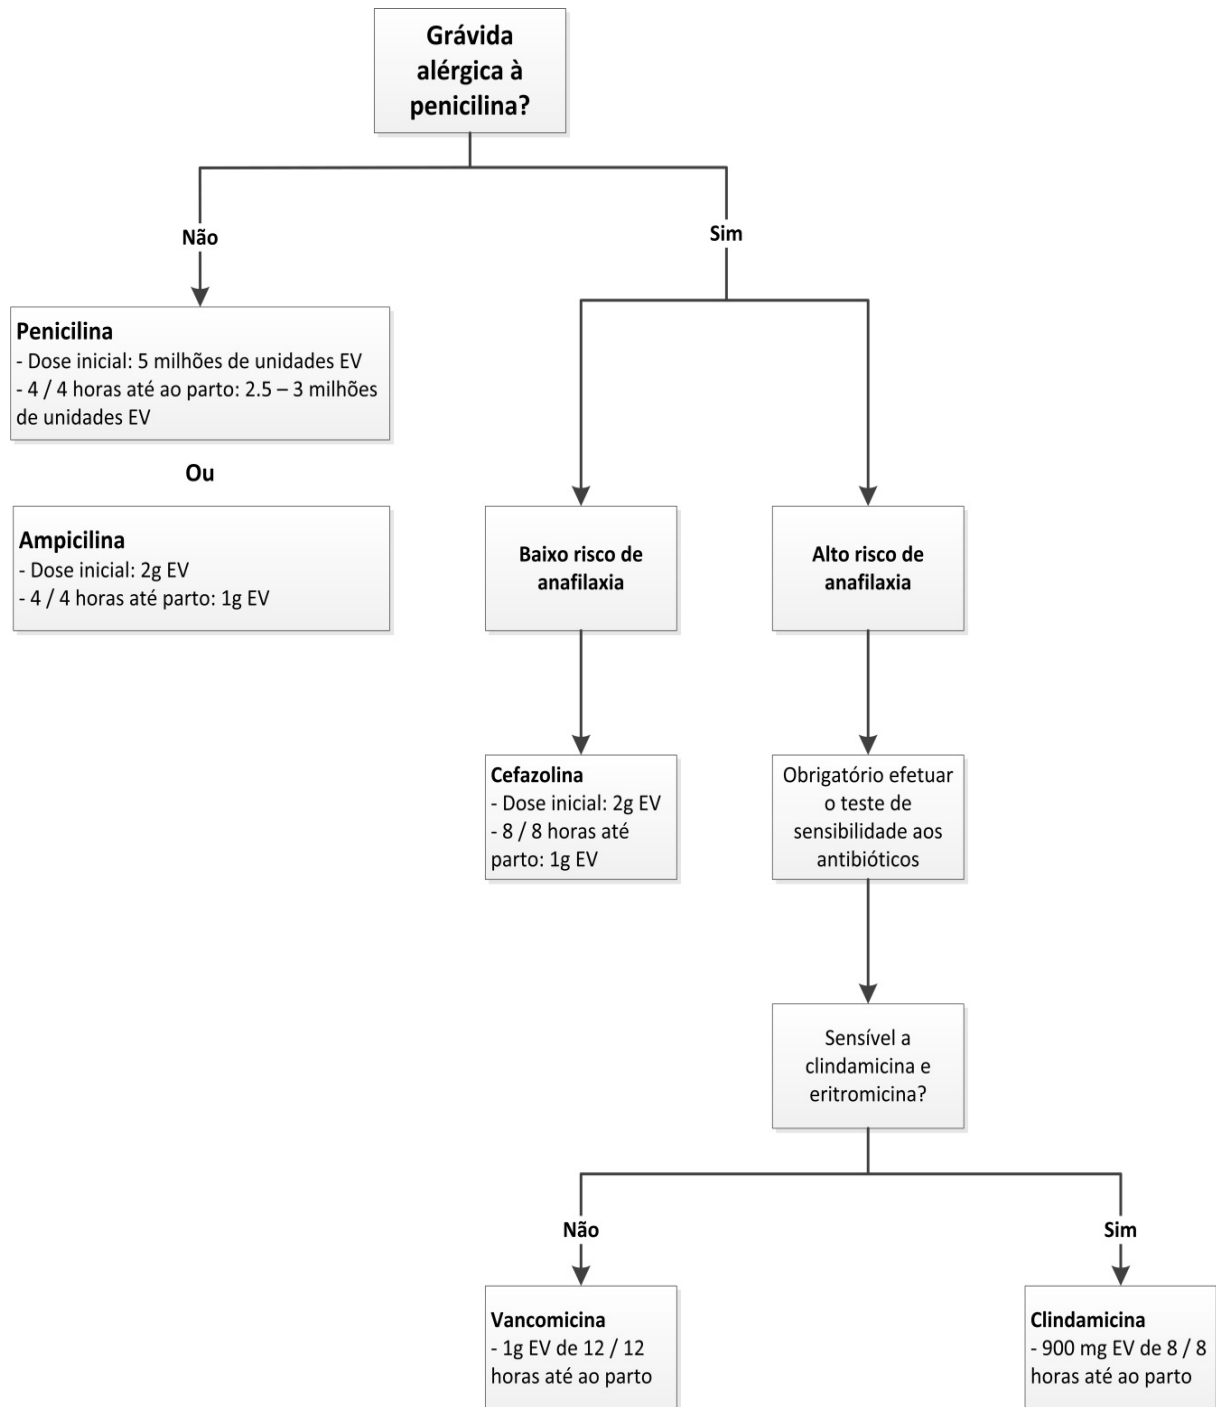 Grávida
alérgica à
penicilina?
Não
Sim
Penicilina
- Dose inicial: 5 milhões de unidades EV
- 4 / 4 horas até ao parto: 2.5 – 3 milhões
de unidades EV
Ou
Ampicilina
- Dose inicial: 2g EV
- 4 / 4 horas até parto: 1g EV
Baixo risco de
anafilaxia
Alto risco de
anafilaxia
Cefazolina
- Dose inicial: 2g EV
- 8 / 8 horas até
parto: 1g EV
Obrigatório efetuar
o teste de
sensibilidade aos
antibióticos
Sensível a
clindamicina e
eritromicina?
Não
Sim
Vancomicina
- 1g EV de 12 / 12
horas até ao parto
Clindamicina
- 900 mg EV de 8 / 8
horas até ao parto